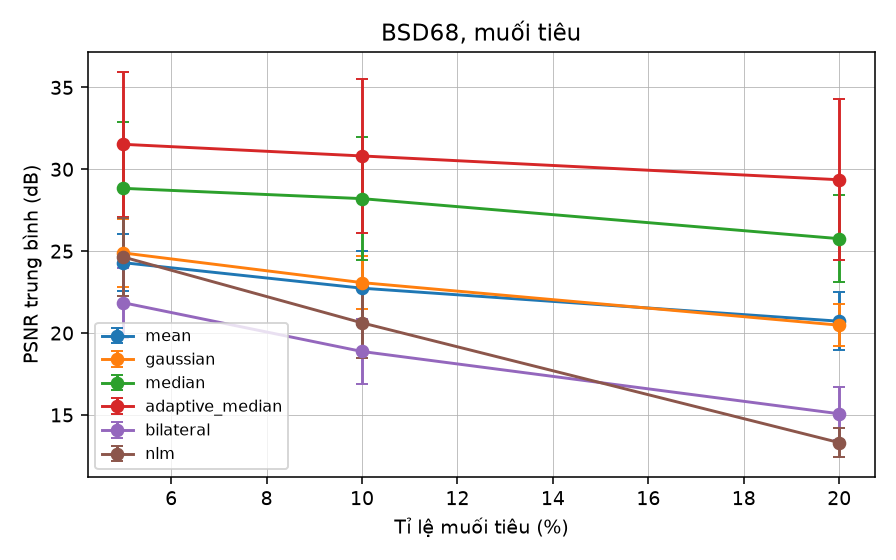 BSD68, muối tiêu
PSNR trung bình (dB)
35
30
25
20
15
mean
gaussian
median
adaptive_median
bilateral
nlm
6 8 10 12 14 16 18 20
Tỉ lệ muối tiêu (%)